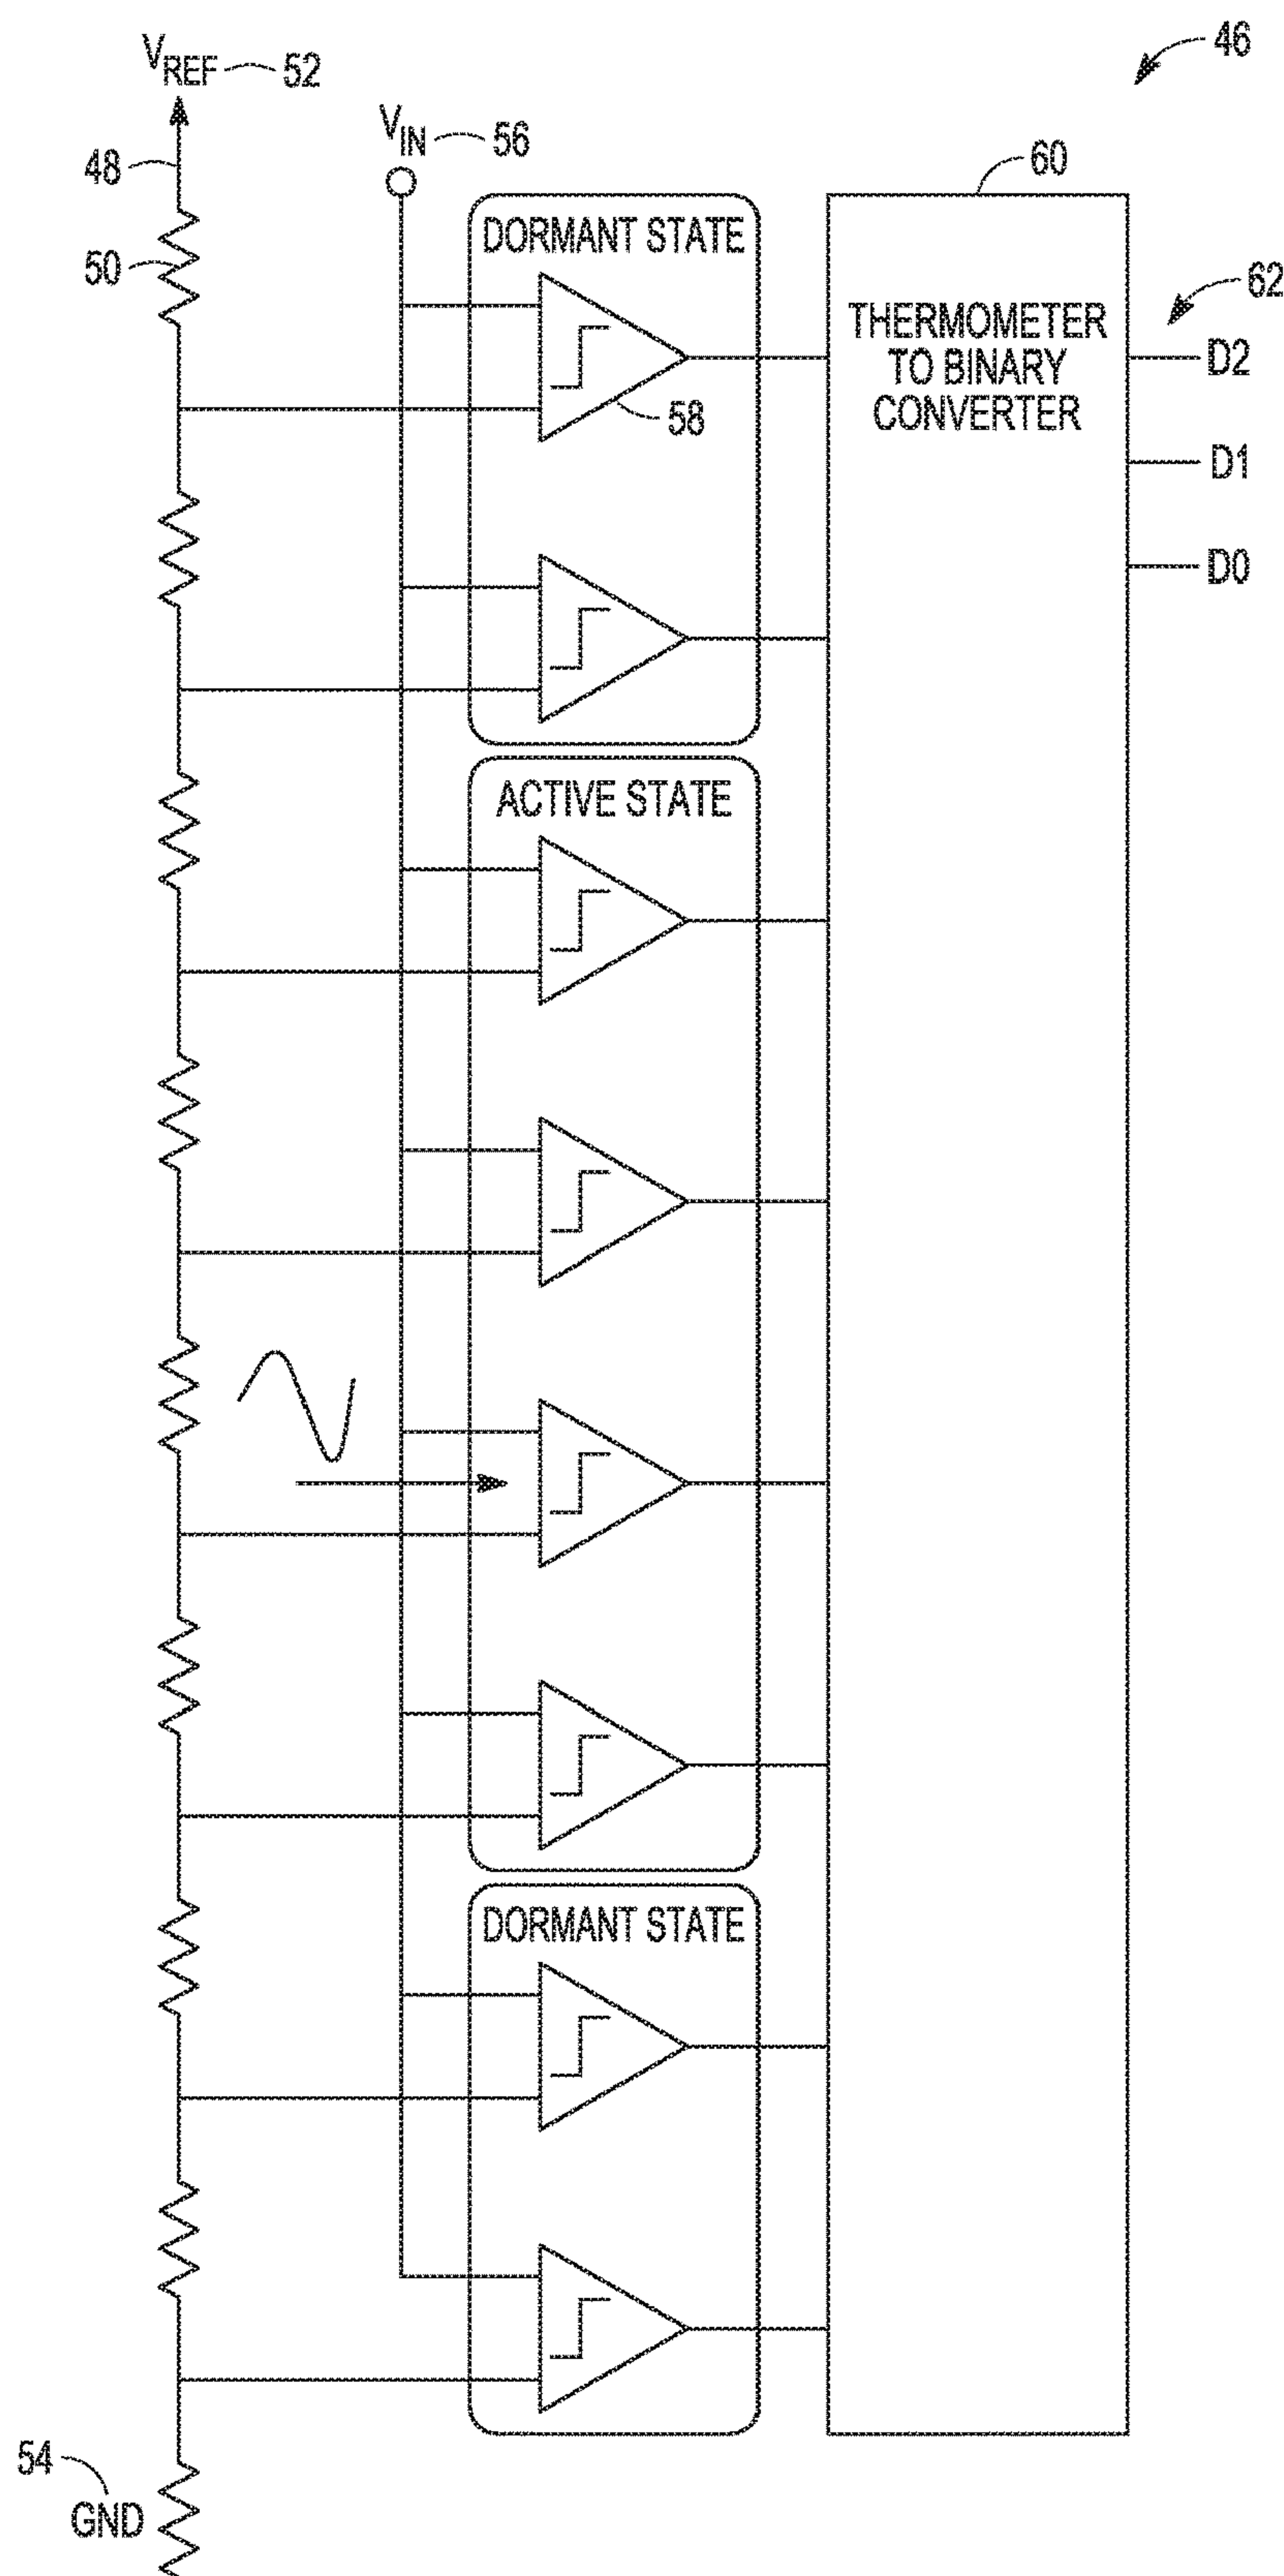 46
VREF 52
VIN 56
48
60
50
DORMANT STATE
62
THERMOMETER
TO BINARY
CONVERTER
D2
58
D1
D0
ACTIVE STATE
DORMANT STATE
54
GND